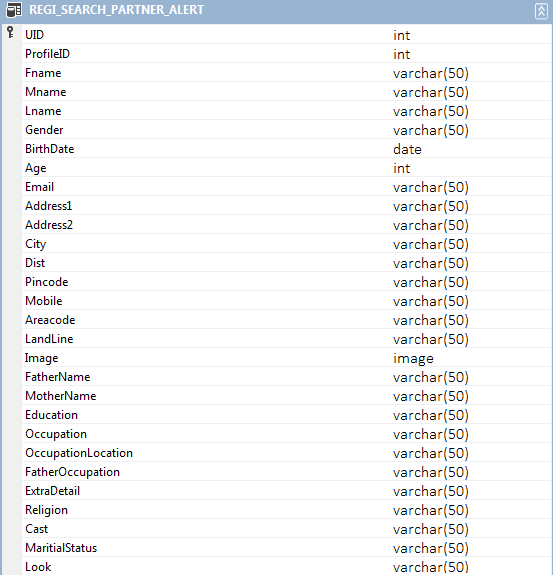 REGI_SEARCH_PARTNER_ALERT
UID int
ProfileID int
Fname varchar(50)
Mname varchar(50)
Lname varchar(50)
Gender varchar(50)
BirthDate date
Age int
Email varchar(50)
Address1 varchar(50)
Address2 varchar(50)
City varchar(50)
Dist varchar(50)
Pincode varchar(50)
Mobile varchar(50)
Areacode varchar(50)
LandLine varchar(50)
Image image
FatherName varchar(50)
MotherName varchar(50)
Education varchar(50)
Occupation varchar(50)
OccupationLocation varchar(50)
FatherOccupation varchar(50)
ExtraDetail varchar(50)
Religion varchar(50)
Cast varchar(50)
MaritialStatus varchar(50)
Look varchar(50)